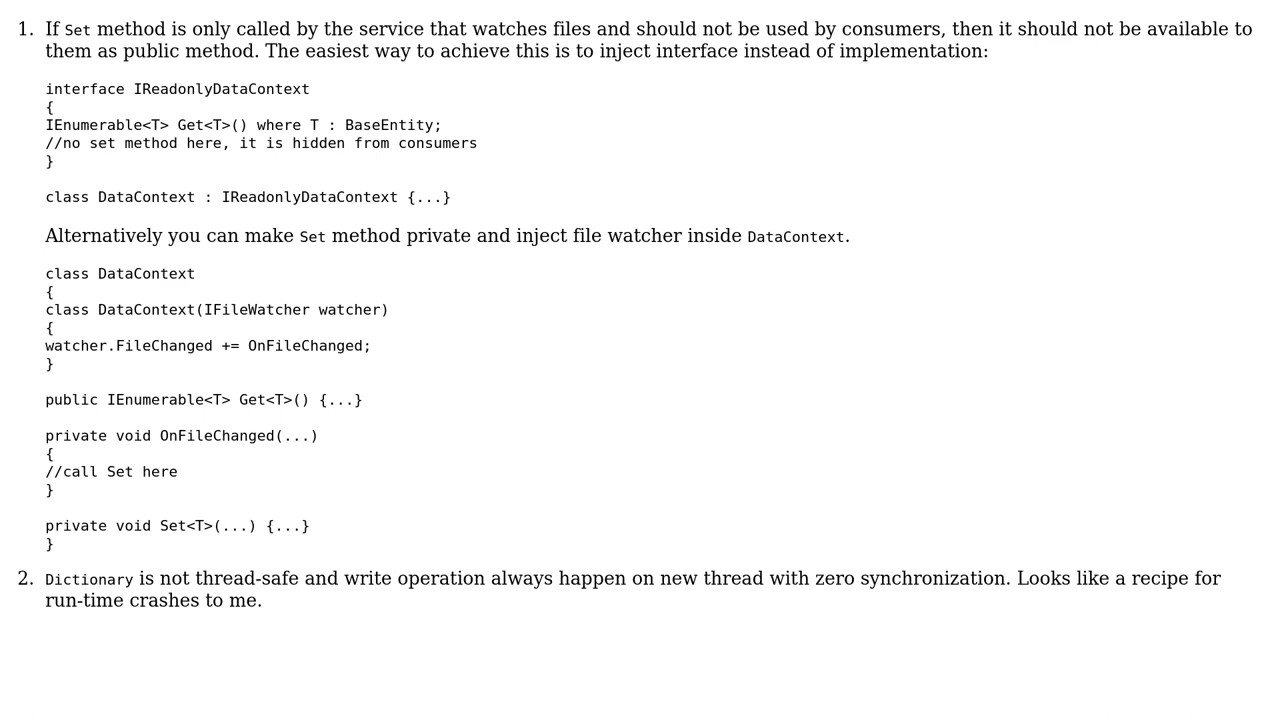 1. If Set method is only called by the service that watches files and should not be used by consumers, then it should not be available to
them as public method. The easiest way to achieve this is to inject interface instead of implementation:
interface IReadonlyDataContext
{
IEnumerable<T> Get<T>() where T : BaseEntity;
//no set method here, it is hidden from consumers
}
class DataContext : IReadonlyDataContext {...}
Alternatively you can make Set method private and inject file watcher inside DataContext.
class DataContext
{
class DataContext(IFileWatcher watcher)
{
watcher.FileChanged += OnFileChanged;
}
public IEnumerable<T> Get<T>() {...}
private void OnFileChanged(...)
{
//call Set here
}
private void Set<T>(...) {...}
}
2. Dictionary is not thread-safe and write operation always happen on new thread with zero synchronization. Looks like a recipe for
run-time crashes to me.